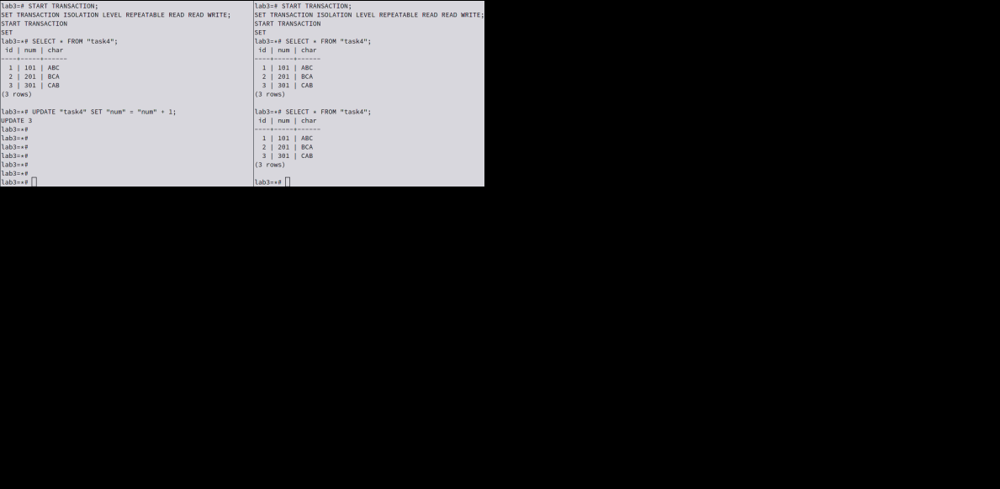 lab3=# START TRANSACTION;
SET TRANSACTION ISOLATION LEVEL REPEATABLE READ READ WRITE;
START TRANSACTION
SET
lab3=*# SELECT * FROM "task4";
 id | num | char
----+-----+------
  1 | 101 | ABC
  2 | 201 | BCA
  3 | 301 | CAB
(3 rows)
lab3=*# UPDATE "task4" SET "num" = "num" + 1;
UPDATE 3
lab3=*#
lab3=*#
lab3=*#
lab3=*#
lab3=*#
lab3=*#
lab3=*#
lab3=# START TRANSACTION;
SET TRANSACTION ISOLATION LEVEL REPEATABLE READ READ WRITE;
START TRANSACTION
SET
lab3=*# SELECT * FROM "task4";
 id | num | char
----+-----+------
  1 | 101 | ABC
  2 | 201 | BCA
  3 | 301 | CAB
(3 rows)
lab3=*# SELECT * FROM "task4";
 id | num | char
----+-----+------
  1 | 101 | ABC
  2 | 201 | BCA
  3 | 301 | CAB
(3 rows)
lab3=*#